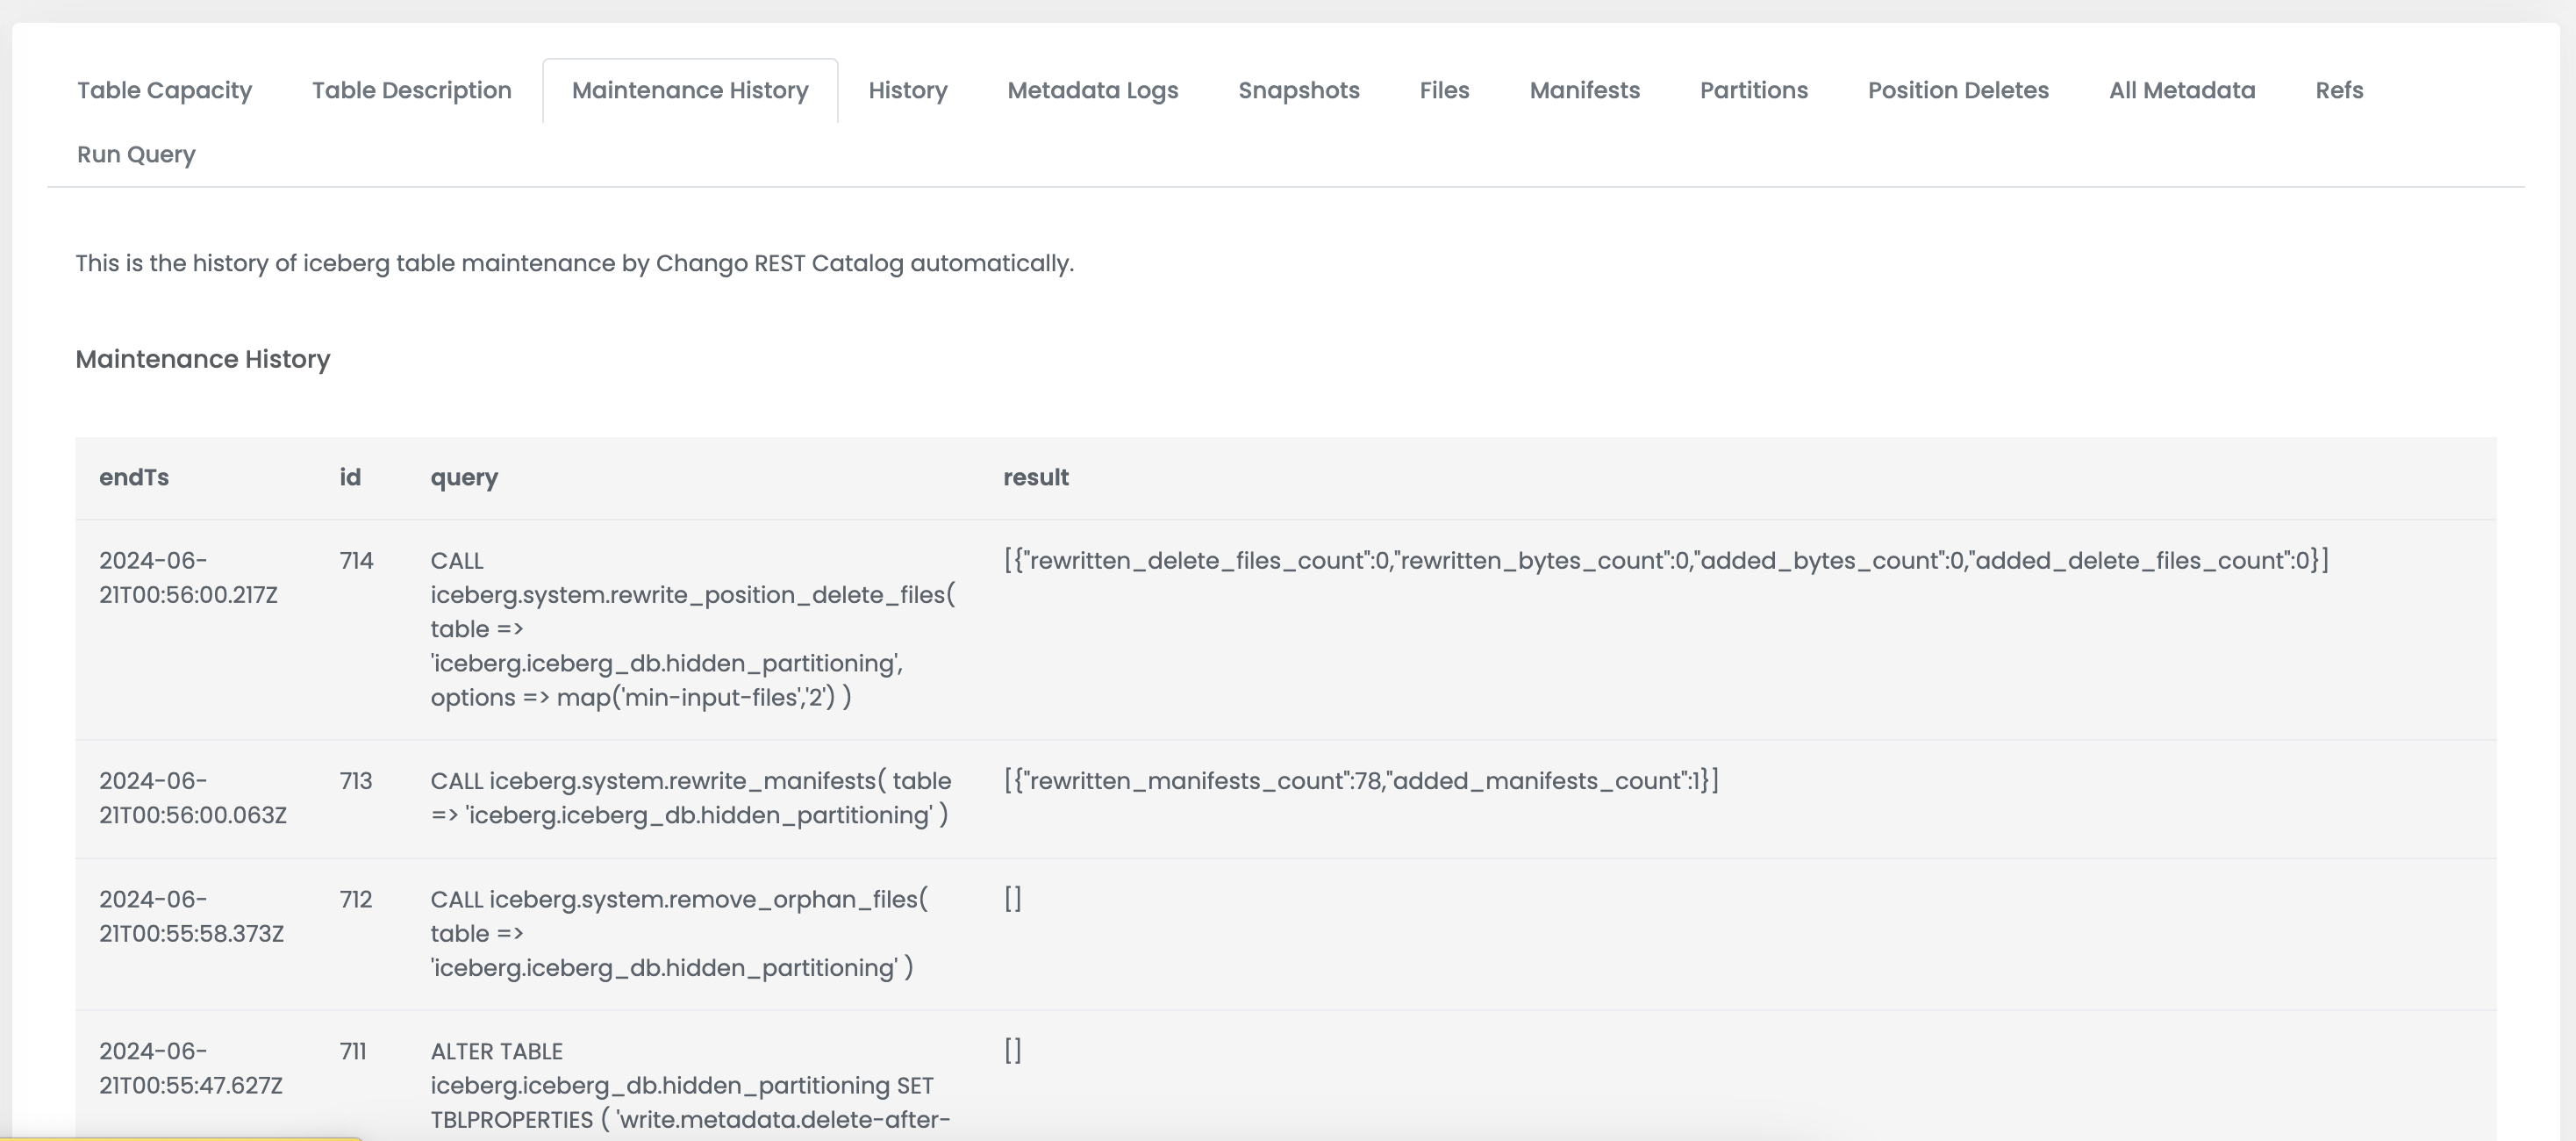 Table Capacity Table Description Maintenance History History Metadata Logs Snapshots Files Manifests Partitions Position Deletes All Metadata Refs
Run Query
This is the history of iceberg table maintenance by Chango REST Catalog automatically.
Maintenance History
endTs id query result
2024-06-
21T00:56:00.217Z
714
CALL
iceberg.system.rewrite_position_delete_files(
table =>
'iceberg.iceberg_db.hidden_partitioning',
options => map('min-input-files','2') )
[{"rewritten_delete_files_count":0,"rewritten_bytes_count":0,"added_bytes_count":0,"added_delete_files_count":0}]
2024-06-
21T00:56:00.063Z
713
CALL iceberg.system.rewrite_manifests( table
=> 'iceberg.iceberg_db.hidden_partitioning' )
[{"rewritten_manifests_count":78,"added_manifests_count":1}]
2024-06-
21T00:55:58.373Z
712
CALL iceberg.system.remove_orphan_files(
table =>
'iceberg.iceberg_db.hidden_partitioning' )
[]
2024-06-
21T00:55:47.627Z
711
ALTER TABLE
iceberg.iceberg_db.hidden_partitioning SET
TBLPROPERTIES ( 'write.metadata.delete-after-
[]